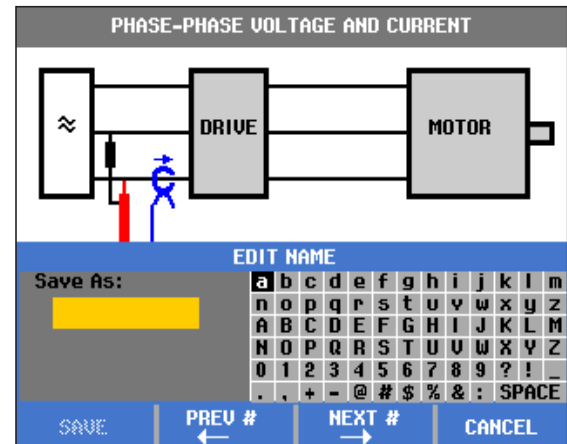 PHASE-PHASE VOLTAGE AND CURRENT
≈ DRIVE MOTOR
EDIT NAME
Save As:
a b c d e f g h i j k l m
n o p q r s t u v w x y z
A B C D E F G H I J K L M
N O P Q R S T U V W X Y Z
0 1 2 3 4 5 6 7 8 9 ? ! _
. , + - @ # $ % & : SPACE
SAVE PREV # NEXT # CANCEL